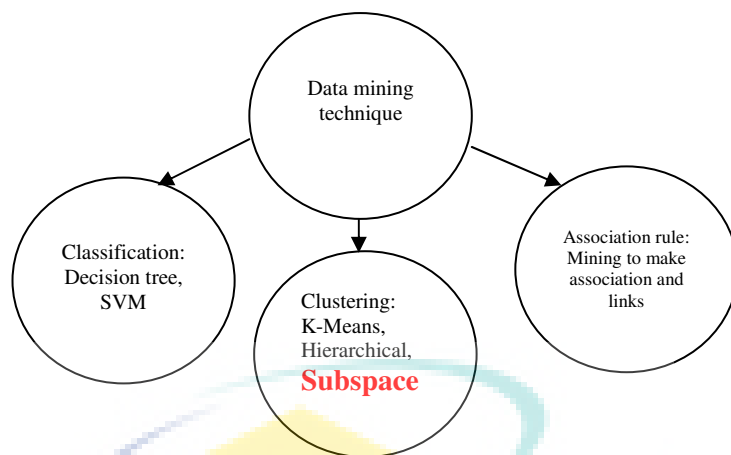 Data mining
technique
Classification:
Decision tree,
SVM
Clustering:
K-Means,
Hierarchical,
Subspace
Association rule:
Mining to make
association and
links